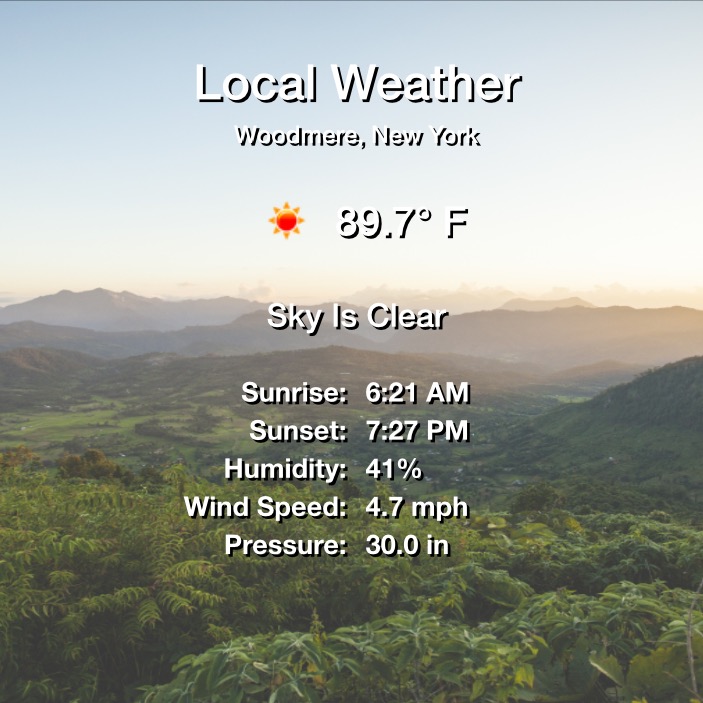 Local Weather
Woodmere, New York
89.7° F
Sky Is Clear
Sunrise: 6:21 AM
Sunset: 7:27 PM
Humidity: 41%
Wind Speed: 4.7 mph
Pressure: 30.0 in